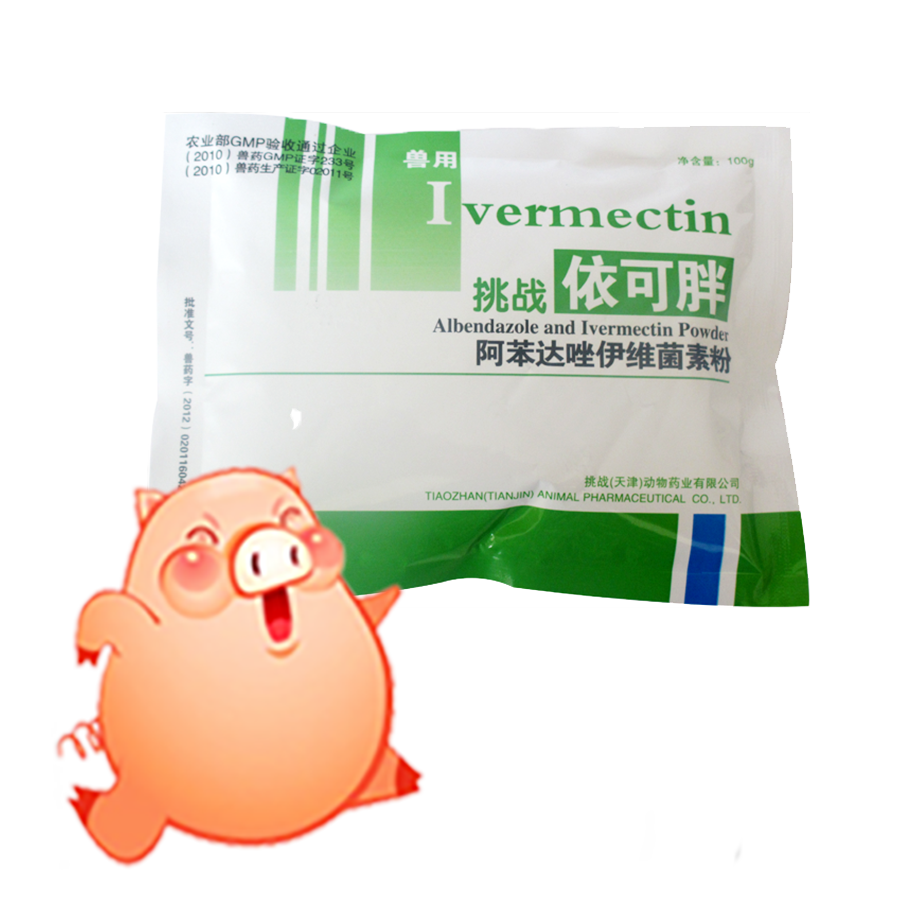 农业部GMP验收通过企业
(2010)兽药GMP证字233号
(2010)兽药生产证字02011号
兽用
净含量：100g
Ivermectin
挑战 依可胖
Albendazole and Ivermectin Powder
阿苯达唑伊维菌素粉
批准文号：兽药字(2012)02011604
挑战(天津)动物药业有限公司
TIAOZHAN(TIANJIN) ANIMAL PHARMACEUTICAL CO., LTD.